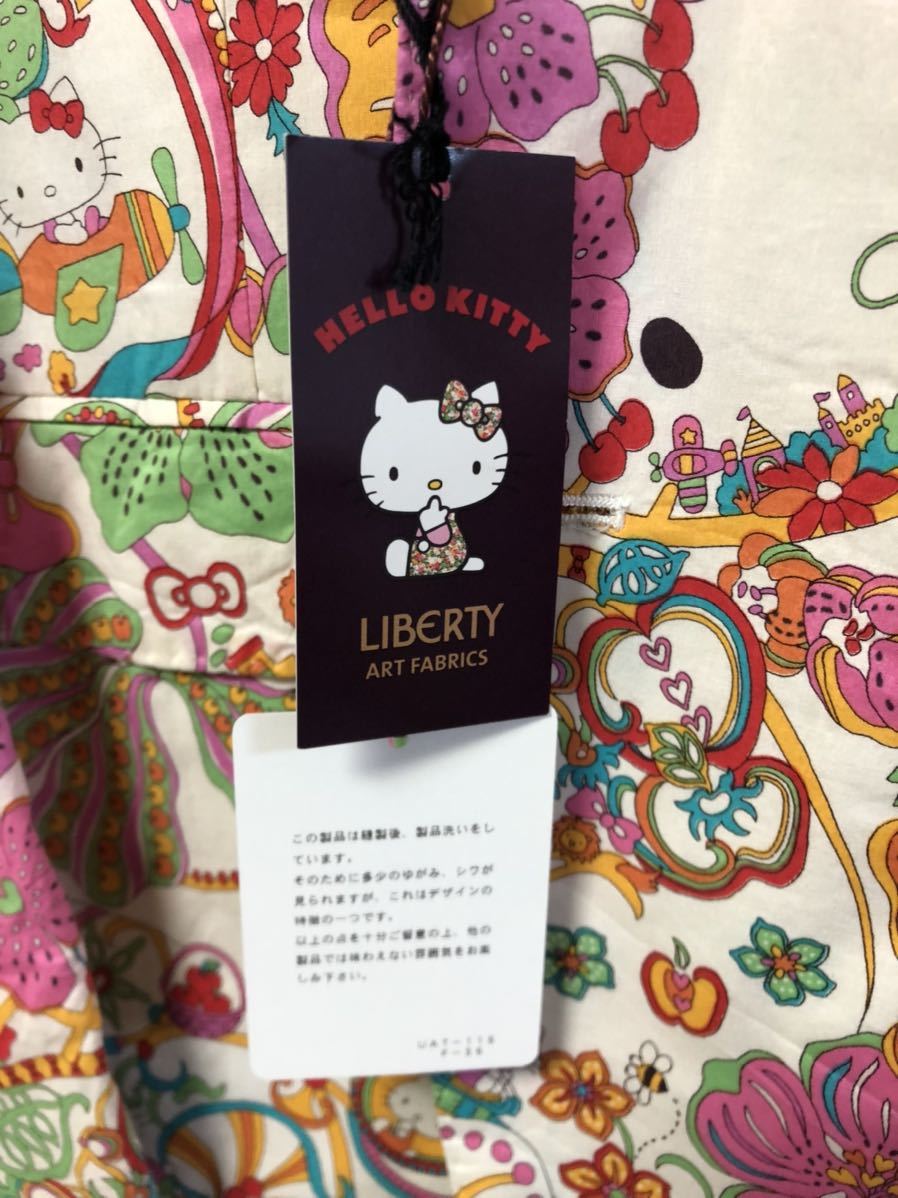 HELLO KITTY
LIBERTY
ART FABRICS
この製品は縫製後、製品洗いをし
ています。
そのために多少のゆがみ、シワが
見られますが、これはデザインの
特徴の一つです。
以上の点を十分ご留意の上、他の
製品では味わえない雰囲気をお楽
しみ下さい。
UAT-115